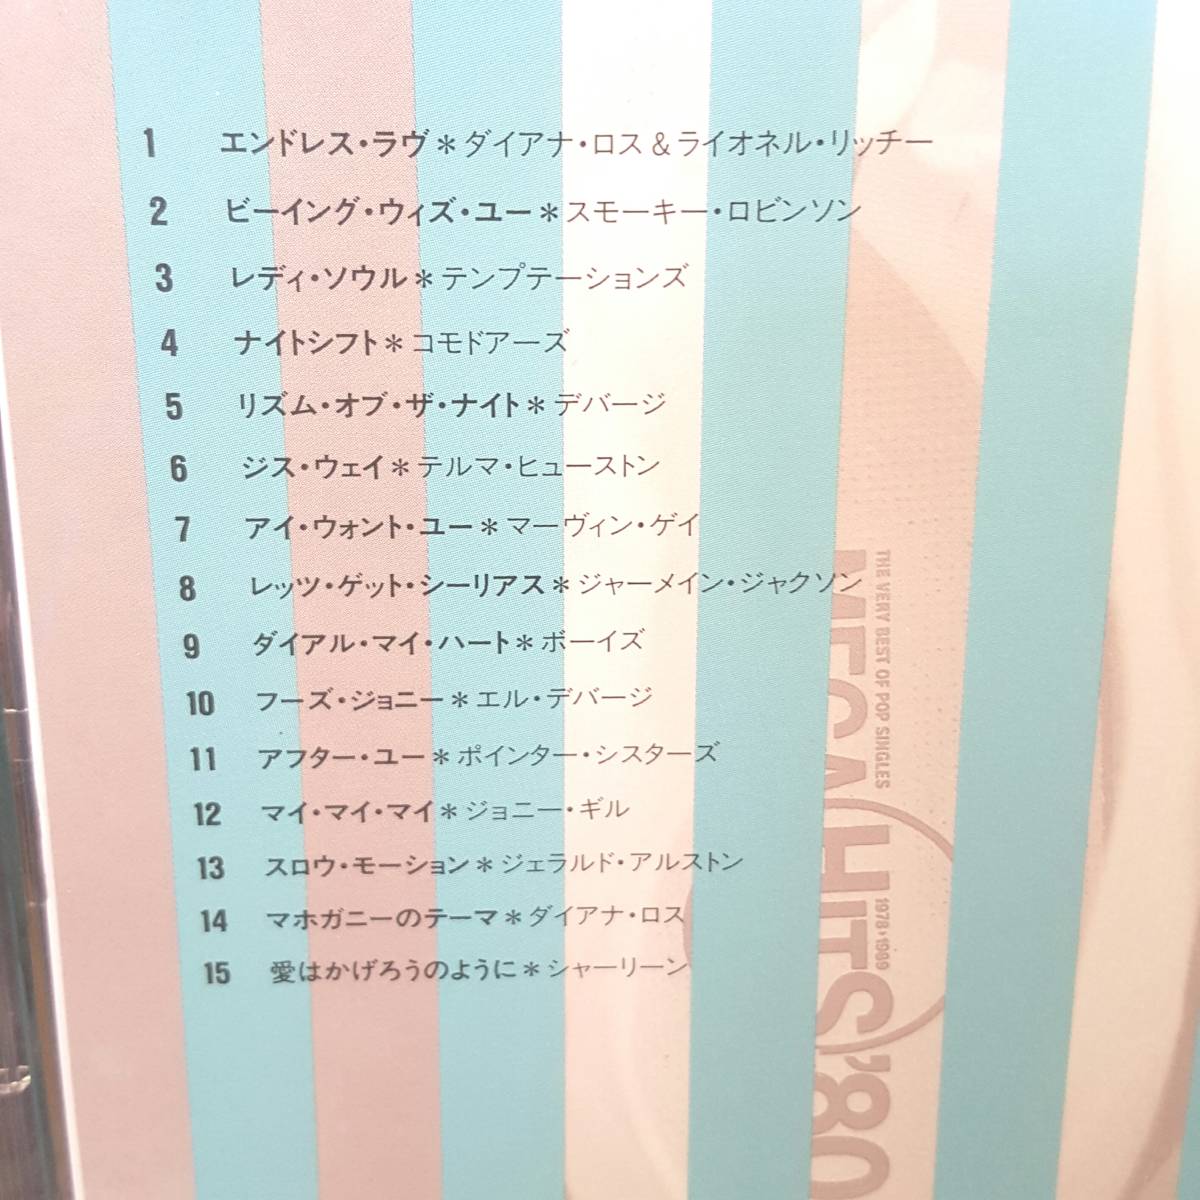 1 エンドレス・ラヴ＊ダイアナ・ロス＆ライオネル・リッチー
2 ビーイング・ウィズ・ユー＊スモーキー・ロビンソン
3 レディ・ソウル＊テンプテーションズ
4 ナイトシフト＊コモドアーズ
5 リズム・オブ・ザ・ナイト＊デバージ
6 ジス・ウェイ＊テルマ・ヒューストン
7 アイ・ウォント・ユー＊マーヴィン・ゲイ
8 レッツ・ゲット・シーリアス＊ジャーメイン・ジャクソン
9 ダイアル・マイ・ハート＊ボーイズ
10 フーズ・ジョニー＊エル・デバージ
11 アフター・ユー＊ポインター・シスターズ
12 マイ・マイ・マイ＊ジョニー・ギル
13 スロウ・モーション＊ジェラルド・アルストン
14 マホガニーのテーマ＊ダイアナ・ロス
15 愛はかげろうのように＊シャーリーン
THE VERY BEST OF POP SINGLES
1978-1989
MEGA HITS '80